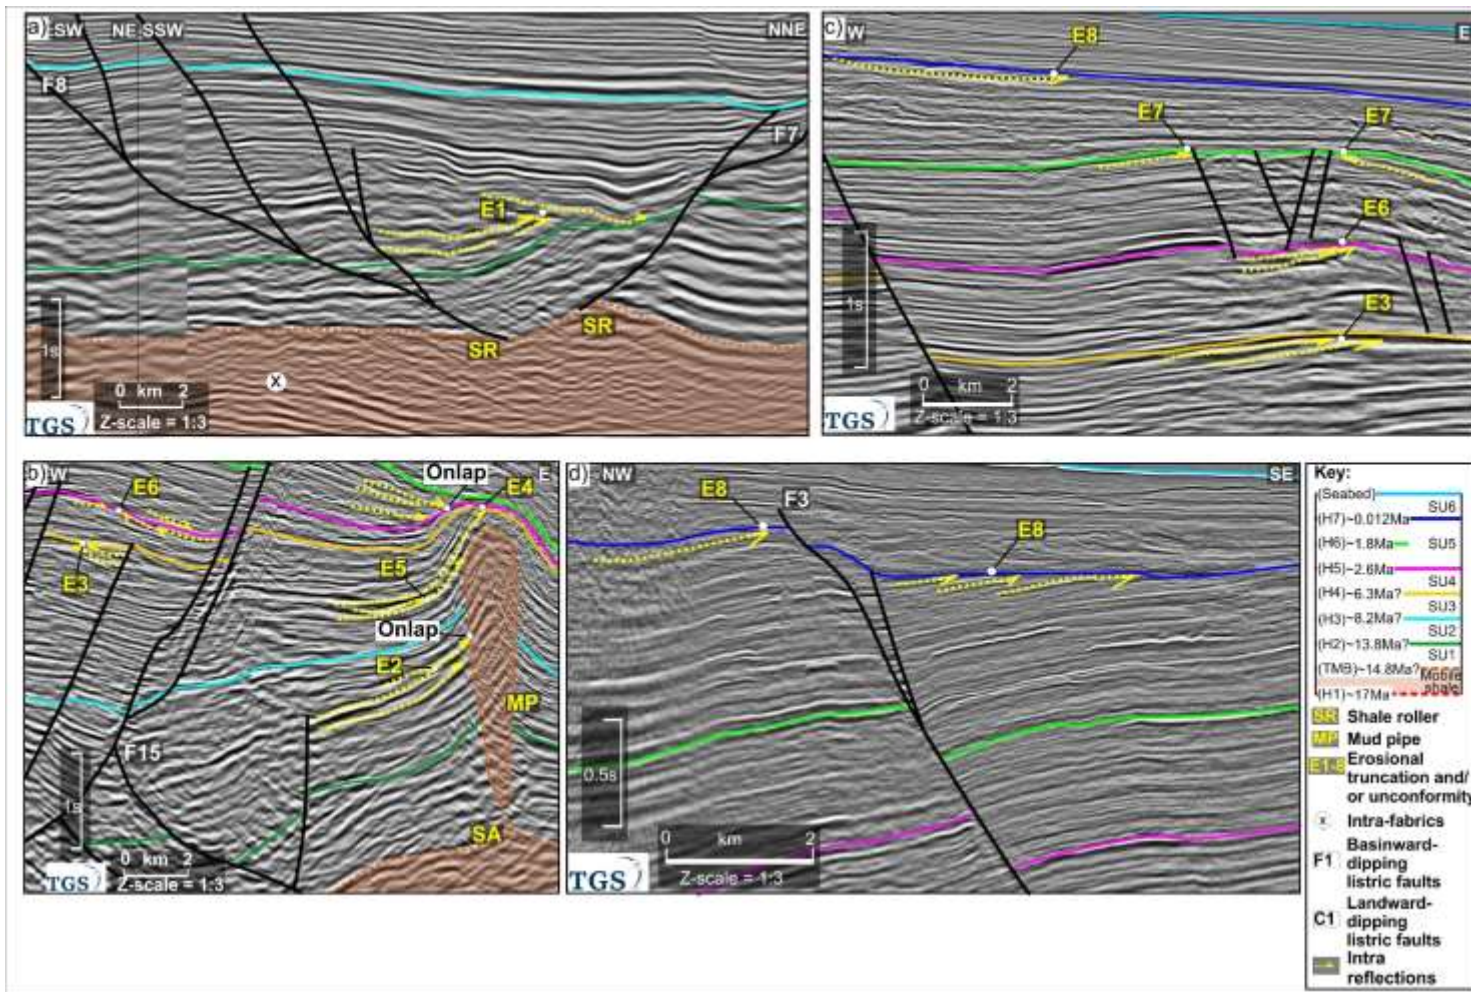 a) ESW NE SSW NNE
F8
F7
E1
SR
SR
1s
X
0 km 2
Z-scale = 1:3
TGS
c) W E
E8
E7
E7
E6
E3
1s
0 km 2
Z-scale = 1:3
TGS
b) W E
Onlap
E6
E4
E3
E5
Onlap
E2
MP
F15
SA
1s
0 km 2
Z-scale = 1:3
TGS
d) NW SE
E8
F3
E8
0.5s
0 km 2
Z-scale = 1:3
TGS
Key:
(Seabed)
SU6
(H7)~0.012Ma
(H6)~1.8Ma SU5
(H5)~2.6Ma
SU4
(H4)~6.3Ma?
SU3
(H3)~8.2Ma?
SU2
(H2)~13.8Ma?
SU1
(TMB)~14.8Ma?
Mobile
shale
(H1)~17Ma
SR Shale roller
MP Mud pipe
E1-8 Erosional
truncation and/
or unconformity
x Intra-fabrics
F1 Basinward-
dipping
listric faults
C1 Landward-
dipping
listric faults
Intra
reflections